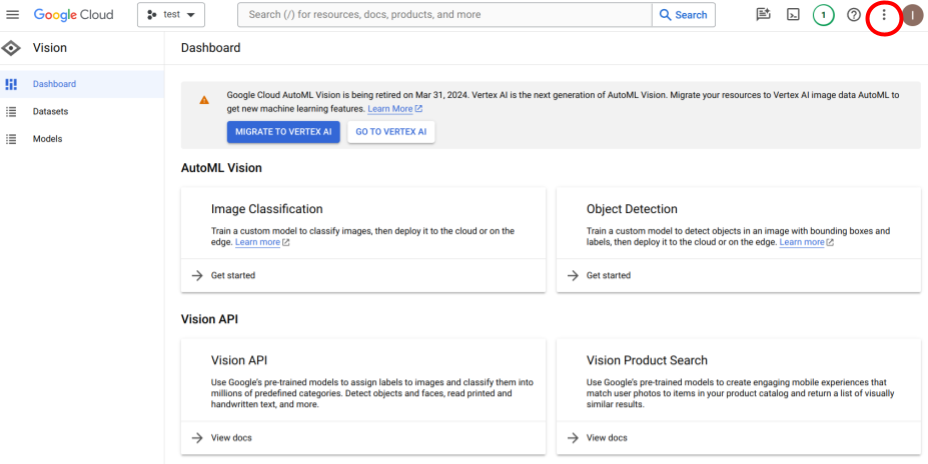 Google Cloud
test
Search (/) for resources, docs, products, and more
Search
1
I
Vision
Dashboard
Dashboard
Datasets
Models
Google Cloud AutoML Vision is being retired on Mar 31, 2024. Vertex AI is the next generation of AutoML Vision. Migrate your resources to Vertex AI image data AutoML to
get new machine learning features. Learn More
MIGRATE TO VERTEX AI
GO TO VERTEX AI
AutoML Vision
Image Classification
Train a custom model to classify images, then deploy it to the cloud or on the
edge. Learn more
Get started
Object Detection
Train a custom model to detect objects in an image with bounding boxes and
labels, then deploy it to the cloud or on the edge. Learn more
Get started
Vision API
Vision API
Use Google's pre-trained models to assign labels to images and classify them into
millions of predefined categories. Detect objects and faces, read printed and
handwritten text, and more.
View docs
Vision Product Search
Use Google's pre-trained models to create engaging mobile experiences that
match user photos to items in your product catalog and return a list of visually
similar results.
View docs